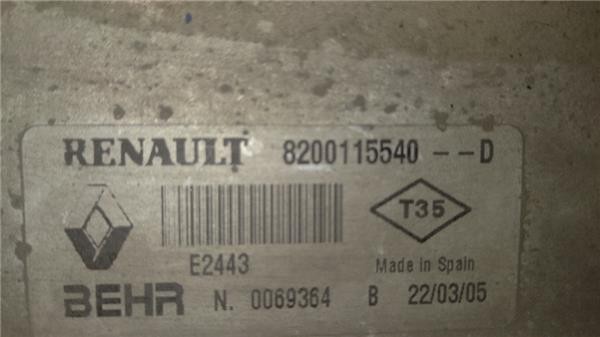 RENAULT 8200115540 -- D
T35
E2443 Made in Spain
BEHR N. 0069364 B 22/03/05